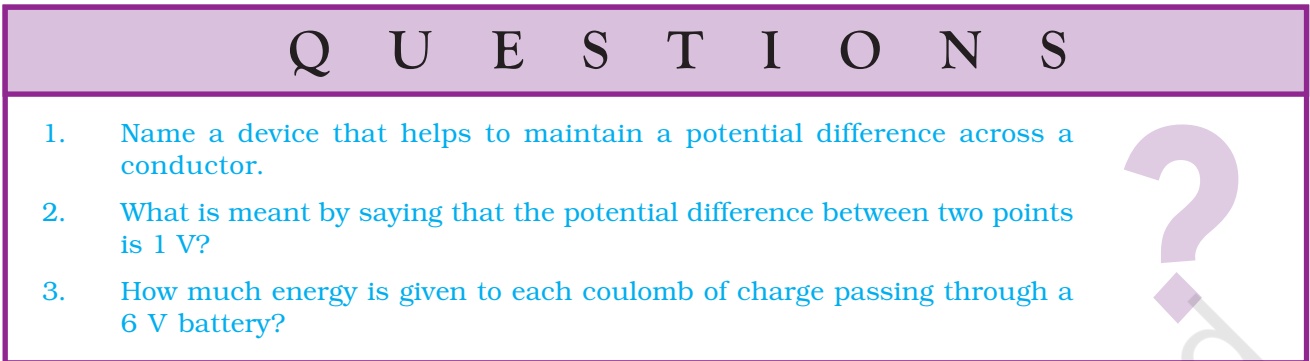 Q U E S T I O N S
1. Name a device that helps to maintain a potential difference across a
conductor.
2. What is meant by saying that the potential difference between two points
is 1 V?
3. How much energy is given to each coulomb of charge passing through a
6 V battery?
?